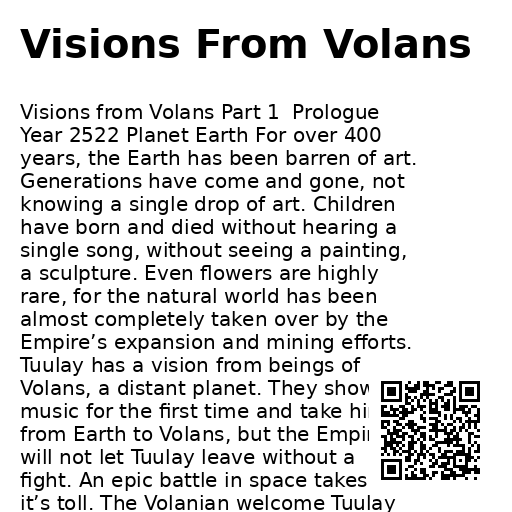 Visions From Volans
Visions from Volans Part 1  Prologue
Year 2522 Planet Earth For over 400
years, the Earth has been barren of art.
Generations have come and gone, not
knowing a single drop of art. Children
have born and died without hearing a
single song, without seeing a painting,
a sculpture. Even flowers are highly
rare, for the natural world has been
almost completely taken over by the
Empire’s expansion and mining efforts.
Tuulay has a vision from beings of
Volans, a distant planet. They show
music for the first time and take
from Earth to Volans, but the
will not let Tuulay leave without a
fight. An epic battle in space takes
it’s toll. The Volanian welcome Tuulay